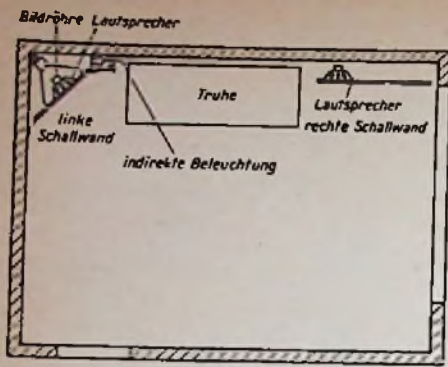 Bildröhre Lautsprecher
Truhe
Lautsprecher
rechte Schallwand
linke
Schallwand
indirekte Beleuchtung